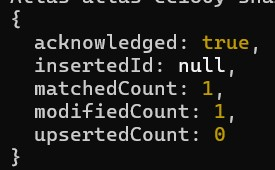 {
  acknowledged: true,
  insertedId: null,
  matchedCount: 1,
  modifiedCount: 1,
  upsertedCount: 0
}